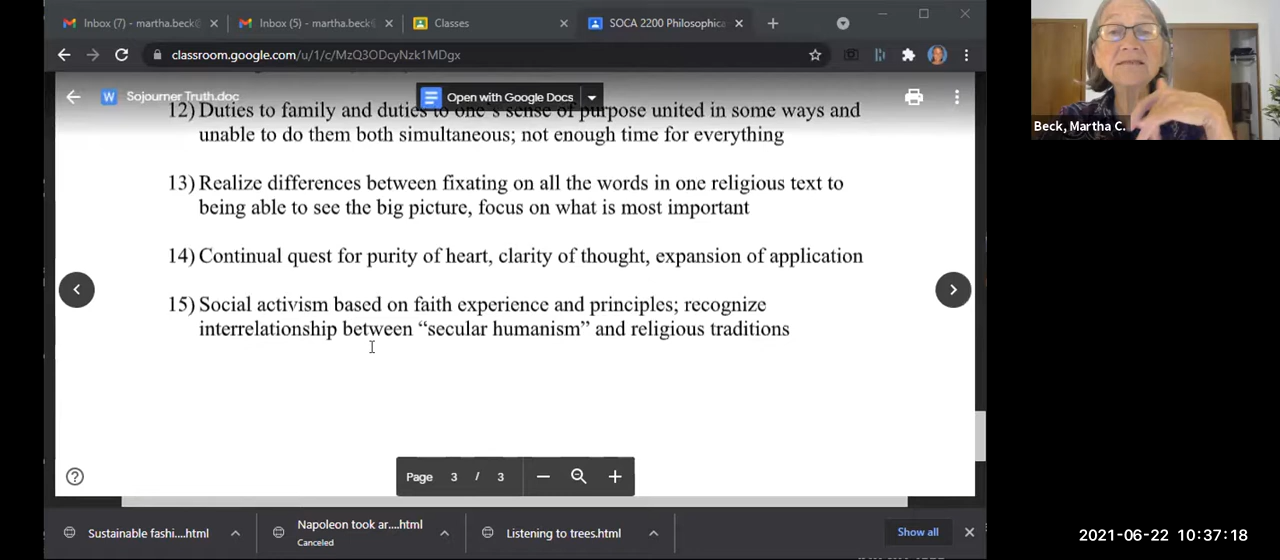 Inbox (7) - martha.beck@
Inbox (5) - martha.beck@
Classes
SOCA 2200 Philosophica
classroom.google.com/u/1/c/MzQ3ODcyNzk1MDgx
Sojourner Truth.doc
Open with Google Docs
12) Duties to family and duties to one's sense of purpose united in some ways and
unable to do them both simultaneous; not enough time for everything
13) Realize differences between fixating on all the words in one religious text to
being able to see the big picture, focus on what is most important
14) Continual quest for purity of heart, clarity of thought, expansion of application
15) Social activism based on faith experience and principles; recognize
interrelationship between “secular humanism” and religious traditions
Page 3 / 3
Sustainable fashi....html
Napoleon took ar....html
Canceled
Listening to trees.html
Show all
Beck, Martha C.
2021-06-22 10:37:18